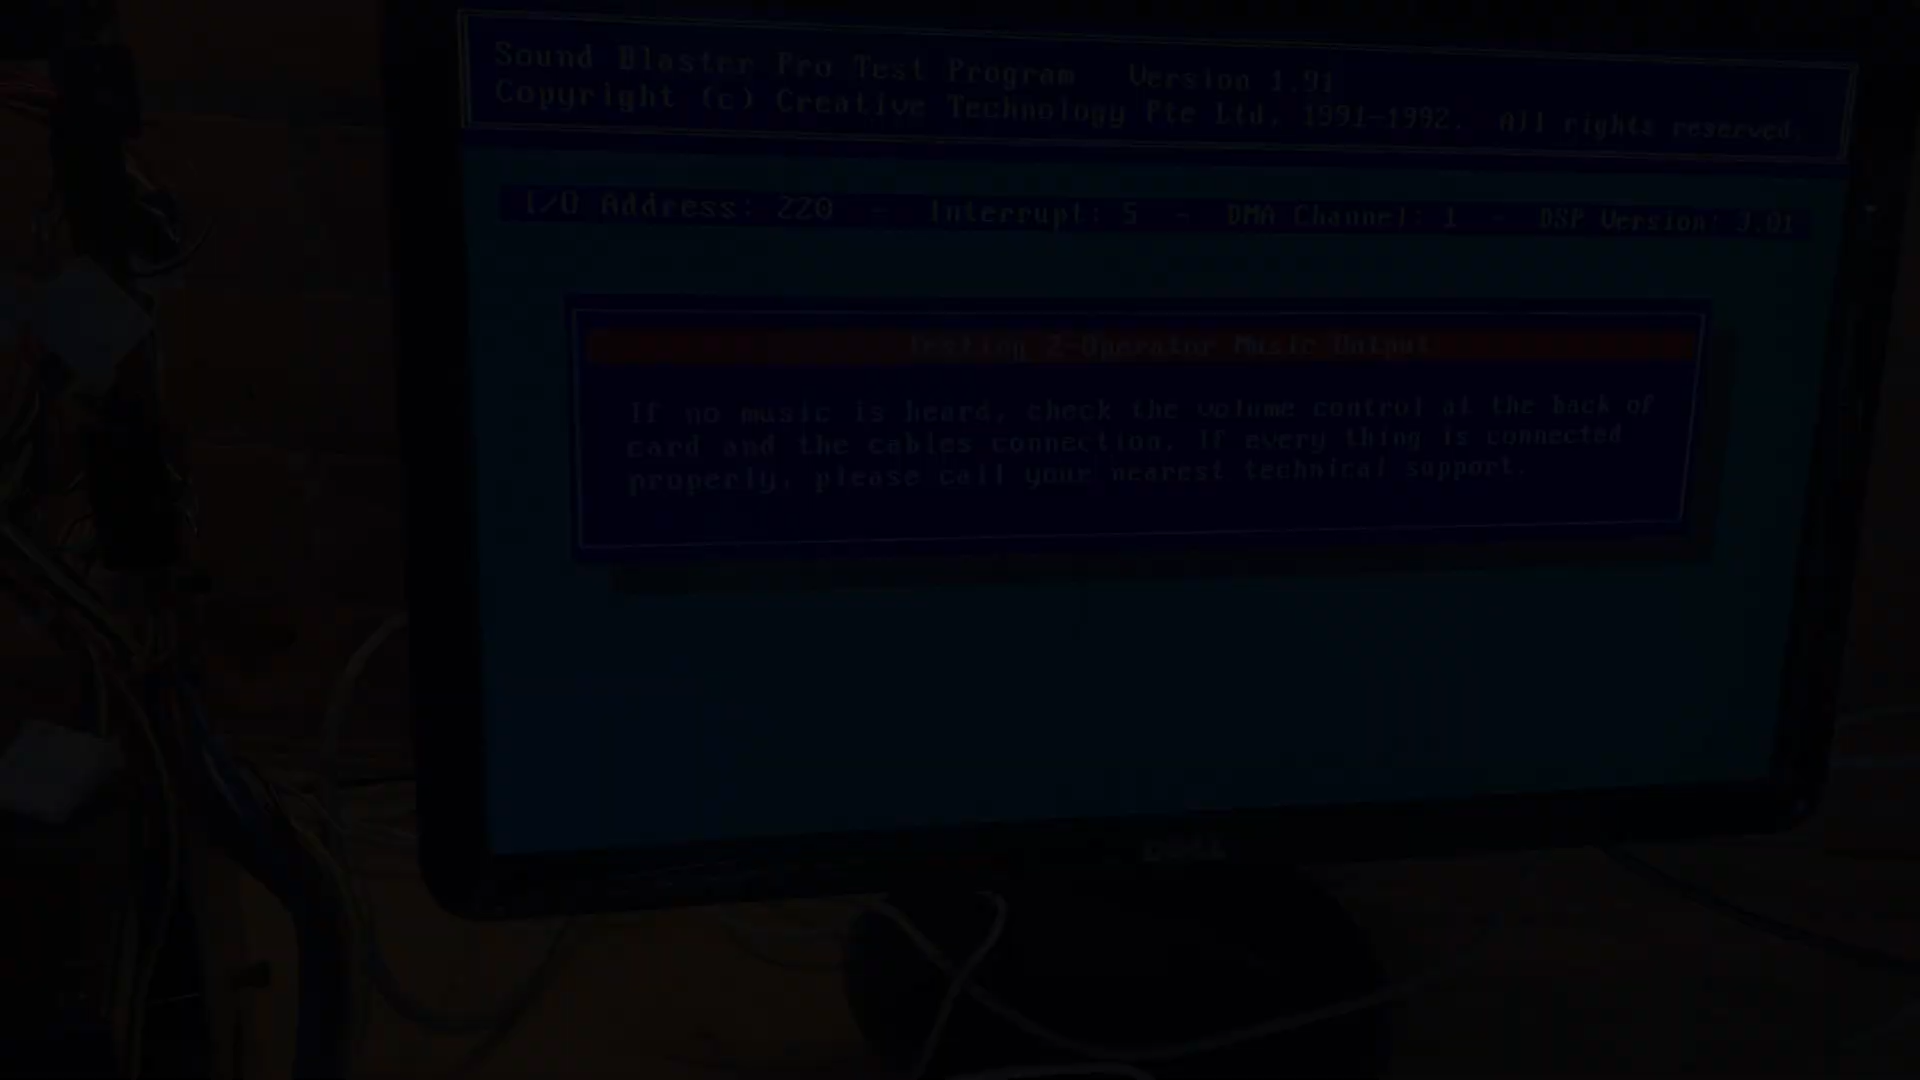 Sound Blaster Pro Test Program   Version 1.91
Copyright (c) Creative Technology Pte Ltd, 1991-1992.  All rights reserved.
I/O Address: 220  -  Interrupt: 5  -  DMA Channel: 1  -  DSP Version: 3.01
Testing 2-Operator Music Output
If no music is heard, check the volume control at the back of
card and the cables connection. If every thing is connected
properly, please call your nearest technical support.
DELL